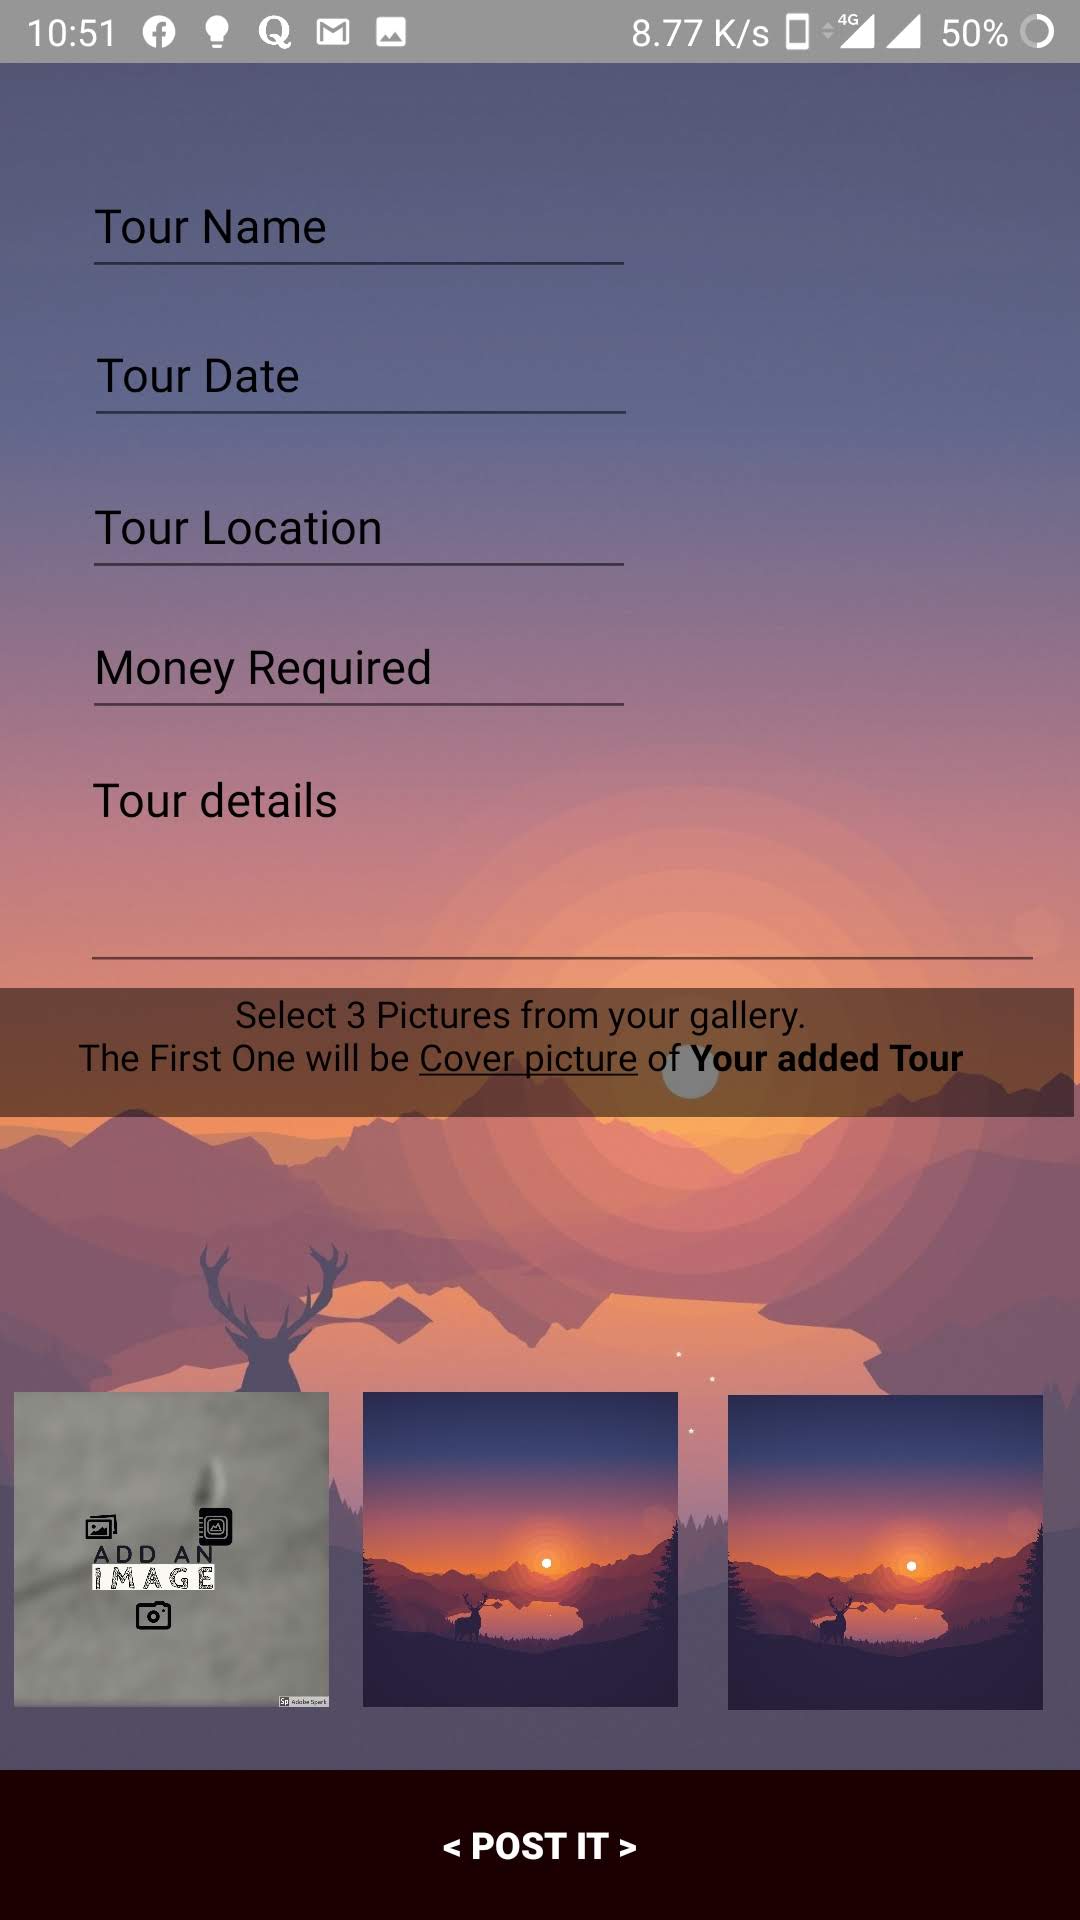 10:51 8.77 K/s 4G 50%
Tour Name
Tour Date
Tour Location
Money Required
Tour details
Select 3 Pictures from your gallery.
The First One will be Cover picture of Your added Tour
ADD AN
IMAGE
Sp Adobe Spark
< POST IT >